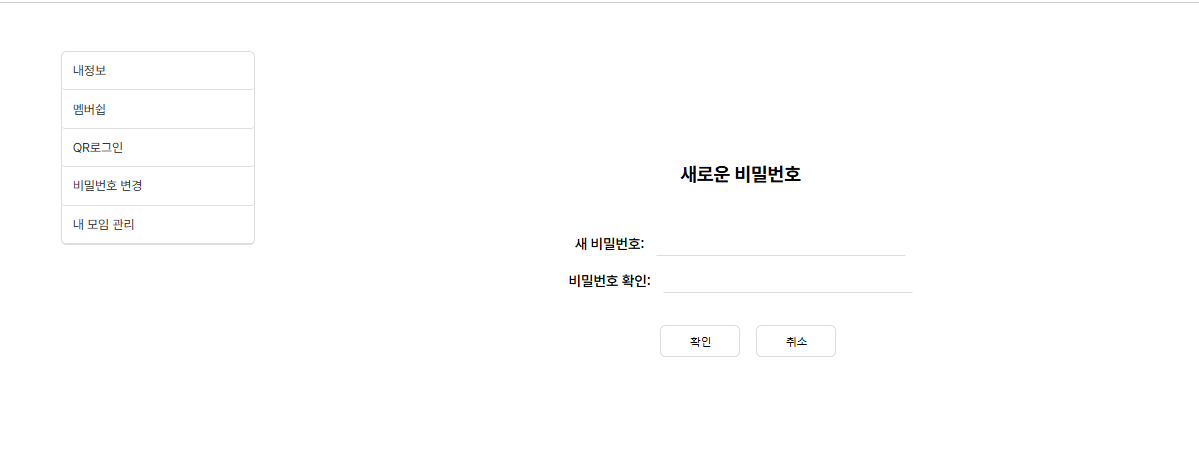 내정보
멤버쉽
QR로그인
비밀번호 변경
내 모임 관리
새로운 비밀번호
새 비밀번호:
비밀번호 확인:
확인 취소